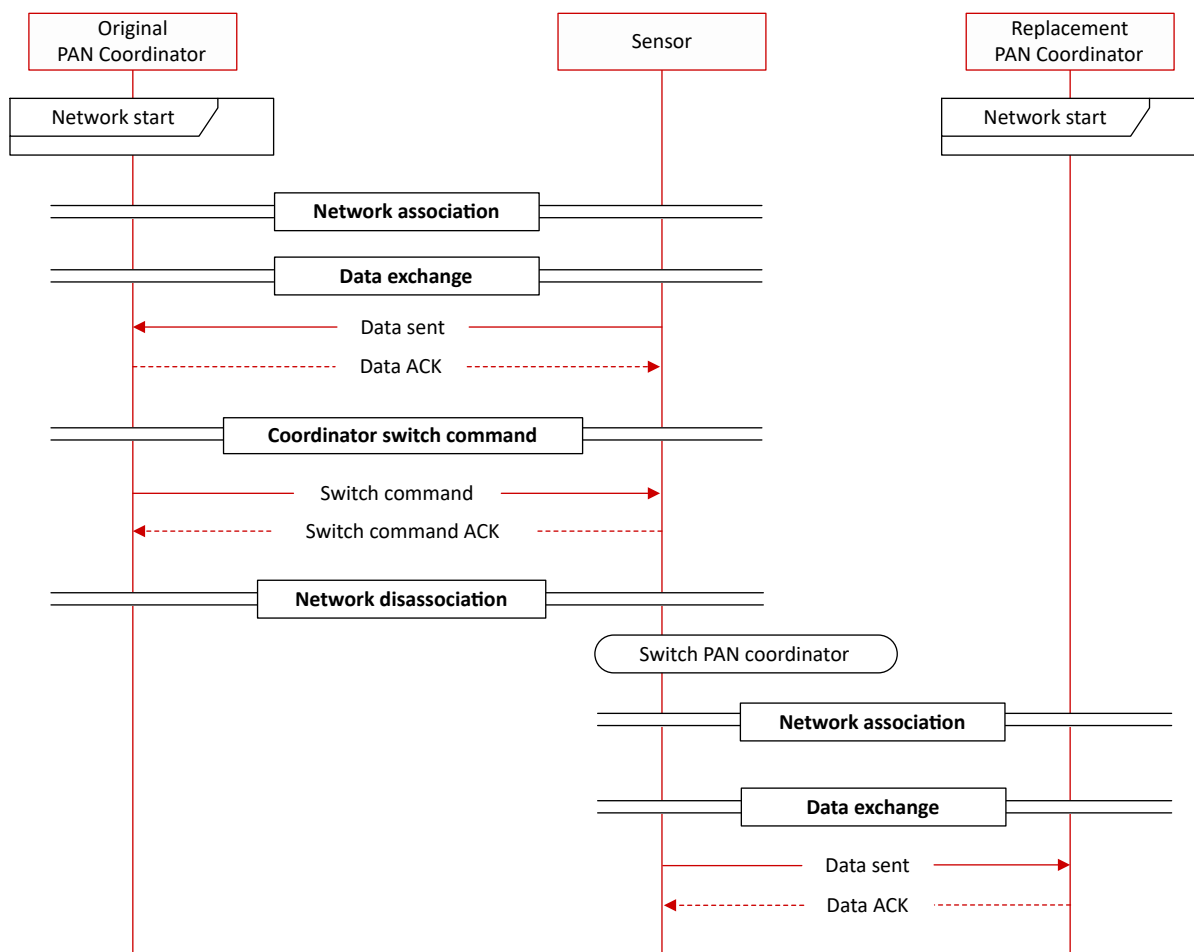 Original
PAN Coordinator
Sensor
Replacement
PAN Coordinator
Network start
Network start
Network association
Data exchange
Data sent
Data ACK
Coordinator switch command
Switch command
Switch command ACK
Network disassociation
Switch PAN coordinator
Network association
Data exchange
Data sent
Data ACK